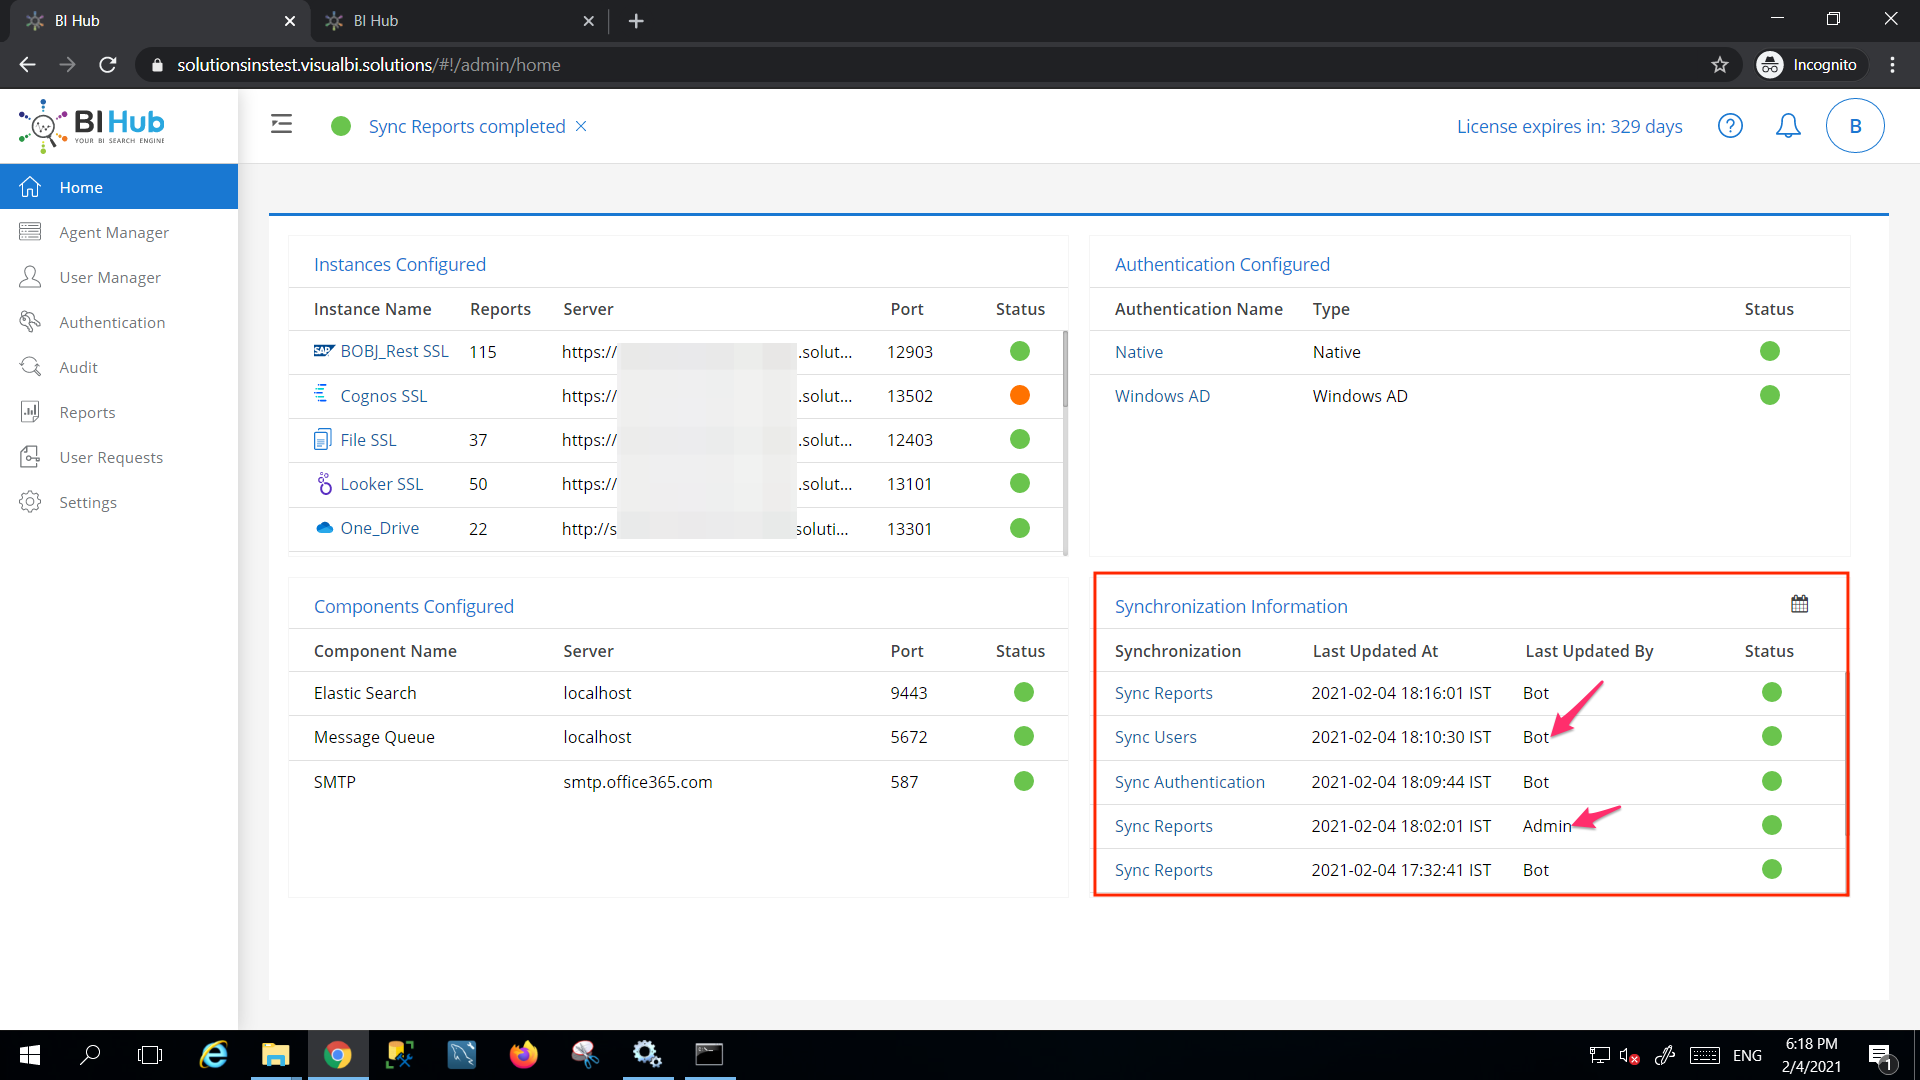 BI Hub
BI Hub
solutionsinstest.visualbi.solutions/#!/admin/home
Incognito
BI Hub
YOUR BI SEARCH ENGINE
Sync Reports completed
License expires in: 329 days
B
Home
Agent Manager
User Manager
Authentication
Audit
Reports
User Requests
Settings
Instances Configured
Instance Name Reports Server Port Status
SAP BOBJ_Rest SSL 115 https:// .solut... 12903
Cognos SSL https:// .solut... 13502
File SSL 37 https:// .solut... 12403
Looker SSL 50 https:// .solut... 13101
One_Drive 22 http://s soluti... 13301
Authentication Configured
Authentication Name Type Status
Native Native
Windows AD Windows AD
Components Configured
Component Name Server Port Status
Elastic Search localhost 9443
Message Queue localhost 5672
SMTP smtp.office365.com 587
Synchronization Information
Synchronization Last Updated At Last Updated By Status
Sync Reports 2021-02-04 18:16:01 IST Bot
Sync Users 2021-02-04 18:10:30 IST Bot
Sync Authentication 2021-02-04 18:09:44 IST Bot
Sync Reports 2021-02-04 18:02:01 IST Admin
Sync Reports 2021-02-04 17:32:41 IST Bot
ENG
6:18 PM
2/4/2021
1